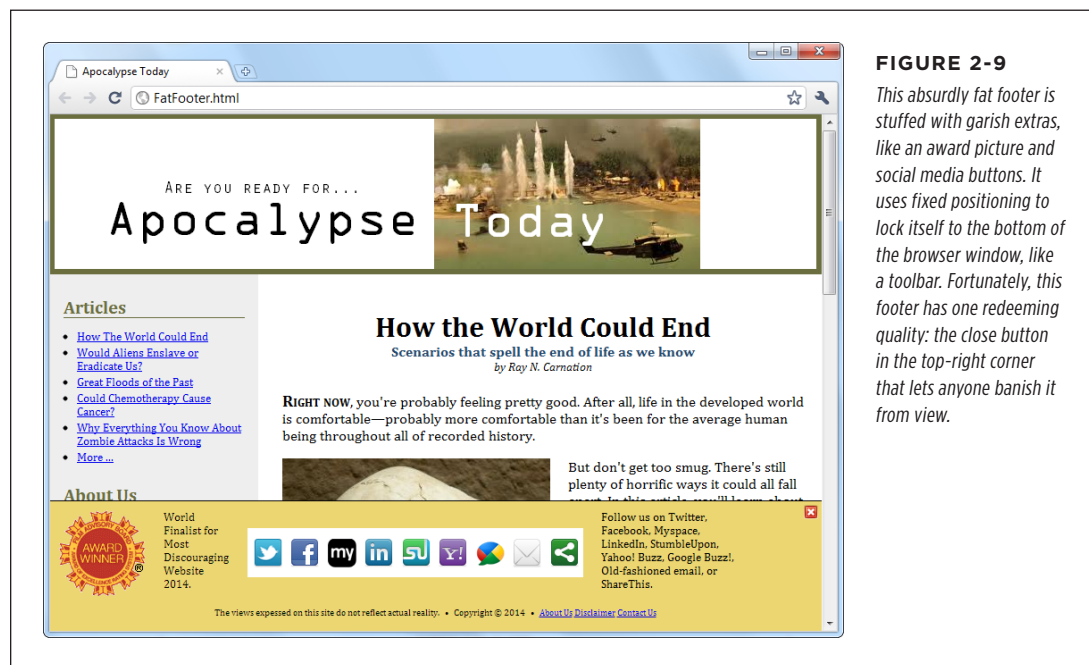 Apocalypse Today
FatFooter.html
ARE YOU READY FOR...
Apocalypse Today
Articles
How The World Could End
Would Aliens Enslave or
Eradicate Us?
Great Floods of the Past
Could Chemotherapy Cause
Cancer?
Why Everything You Know About
Zombie Attacks Is Wrong
More ...
About Us
How the World Could End
Scenarios that spell the end of life as we know
by Ray N. Carnation
RIGHT NOW, you're probably feeling pretty good. After all, life in the developed world
is comfortable—probably more comfortable than it's been for the average human
being throughout all of recorded history.
But don't get too smug. There's still
plenty of horrific ways it could all fall
AWARD
WINNER
®
World
Finalist for
Most
Discouraging
Website
2014.
my
in
Y!
Follow us on Twitter,
Facebook, Myspace,
LinkedIn, StumbleUpon,
Yahoo! Buzz, Google Buzz!,
Old-fashioned email, or
ShareThis.
The views expressed on this site do not reflect actual reality. • Copyright © 2014 • About Us Disclaimer Contact Us
FIGURE 2-9
This absurdly fat footer is
stuffed with garish extras,
like an award picture and
social media buttons. It
uses fixed positioning to
lock itself to the bottom of
the browser window, like
a toolbar. Fortunately, this
footer has one redeeming
quality: the close button
in the top-right corner
that lets anyone banish it
from view.